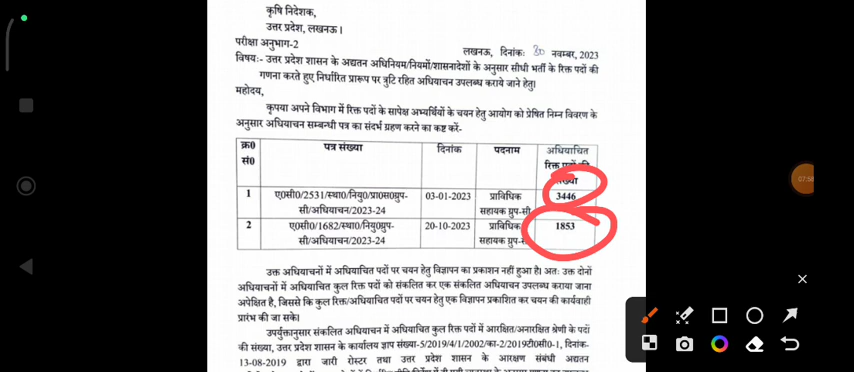 कृषि निदेशक,
उत्तर प्रदेश, लखनऊ।
परीक्षा अनुभाग-2
लखनऊ, दिनांक: 30 नवम्बर, 2023
विषय:- उत्तर प्रदेश शासन के अद्यतन अधिनियम/नियमों/शासनादेशों के अनुसार सीधी भर्ती के रिक्त पदों की
गणना करते हुए निर्धारित प्रारूप पर त्रुटि रहित अधियाचन उपलब्ध कराये जाने हेतु।
महोदय,
कृपया अपने विभाग में रिक्त पदों के सापेक्ष अभ्यर्थियों के चयन हेतु आयोग को प्रेषित निम्न विवरण के
अनुसार अधियाचन सम्बन्धी पत्र का संदर्भ ग्रहण करने का कष्ट करें-
क्र0 सं0 पत्र संख्या दिनांक पदनाम अधियाचित रिक्त पदों की संख्या
1 ए0सी0/2531/स्था0/नियु0/प्रा0स0ग्रुप- 03-01-2023 प्राविधिक 3446
सी/अधियाचन/2023-24 सहायक ग्रुप-सी
2 ए0सी0/1682/स्था0/नियु0ग्रुप- 20-10-2023 प्राविधिक 1853
सी/अधियाचन/2023-24 सहायक ग्रुप-सी
उक्त अधियाचनों में अधियाचित पदों पर चयन हेतु विज्ञापन का प्रकाशन नहीं हुआ है। अतः उक्त दोनों
अधियाचनों में अधियाचित कुल रिक्त पदों को संकलित कर एक संकलित अधियाचन उपलब्ध कराया जाना
अपेक्षित है, जिससे कि कुल रिक्त/अधियाचित पदों पर चयन हेतु एक विज्ञापन प्रकाशित कर चयन की कार्यवाही
प्रारंभ की जा सके।
उपर्युक्तानुसार संकलित अधियाचन में अधियाचित कुल रिक्त पदों में आरक्षित/अनारक्षित श्रेणी के पदों
की संख्या, उत्तर प्रदेश शासन के कार्यालय ज्ञाप संख्या-5/2019/4/1/2002/का-2/2019टी0सी0-1, दिनांक-
13-08-2019 द्वारा जारी रोस्टर तथा उत्तर प्रदेश शासन के आरक्षण संबंधी अद्यतन
07:56